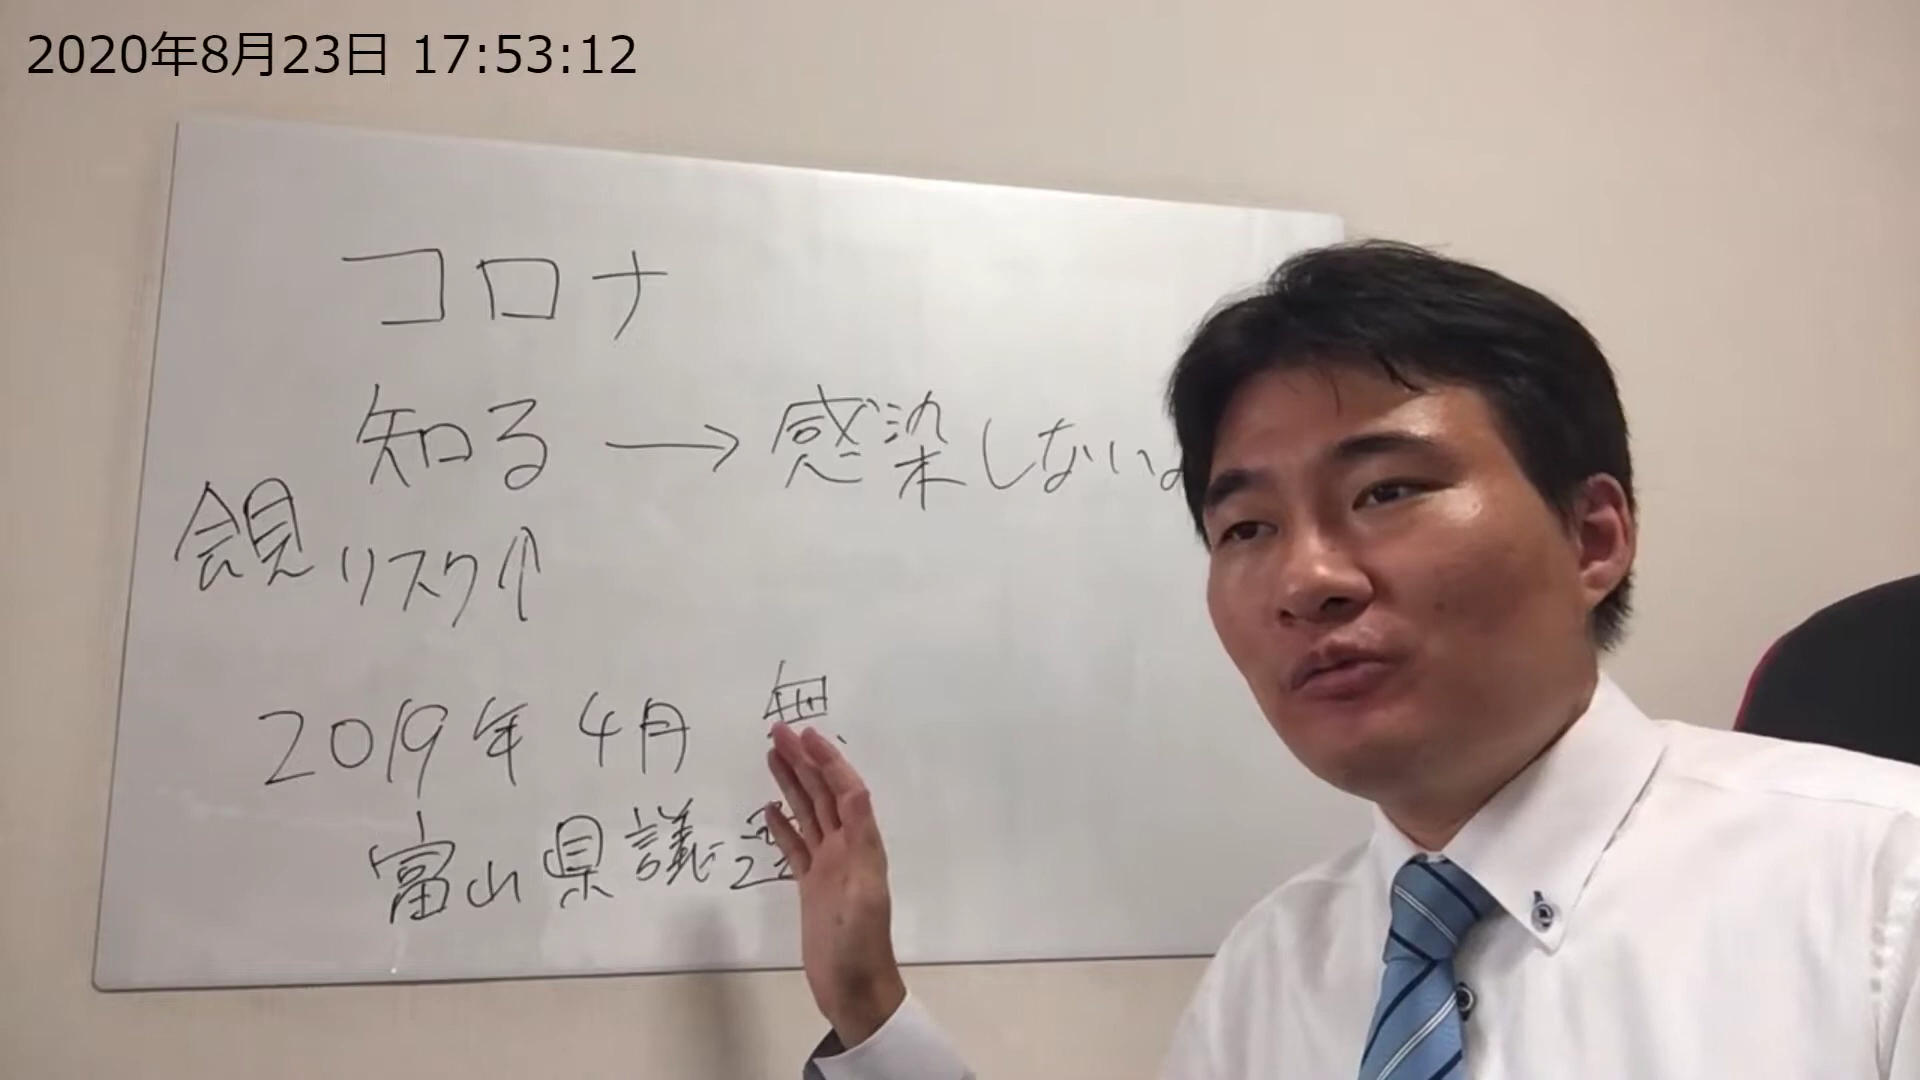 2020年8月23日 17:53:12
コロナ
知る → 感染しない
会見 リスク↑
2019年 4月 無
富山県議選